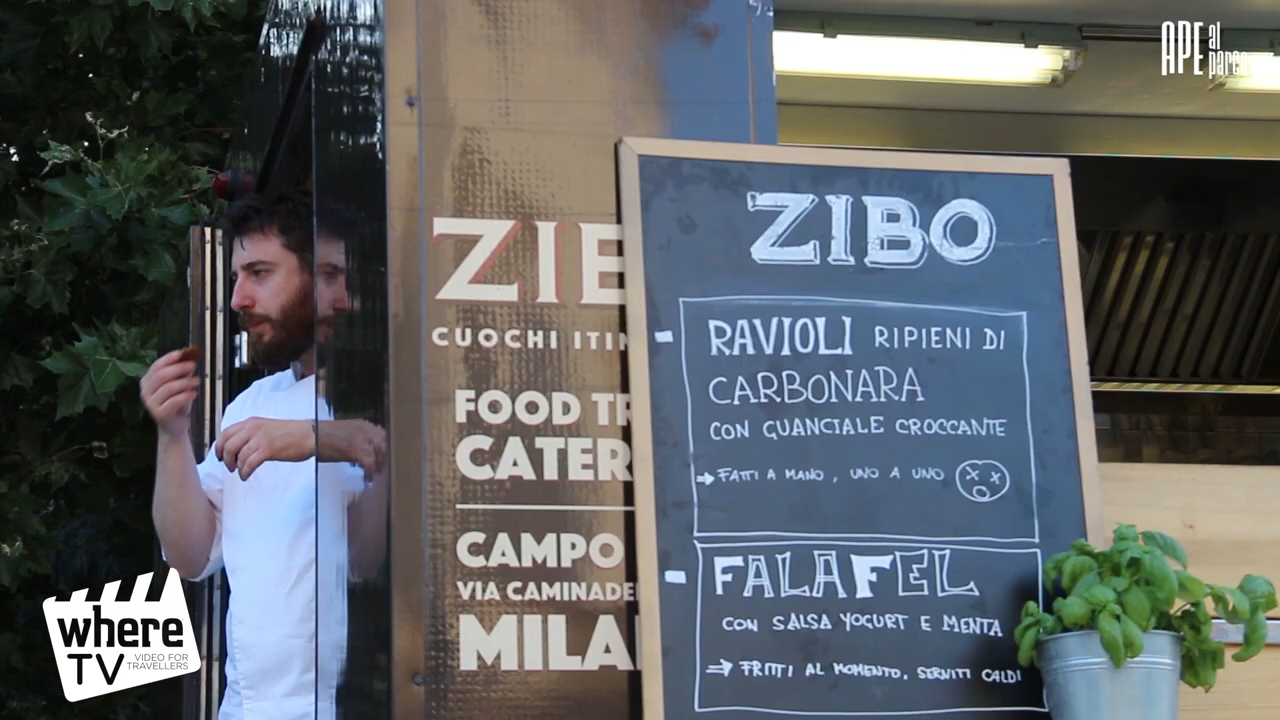 APE al parco
ZIB
CUOCHI ITIN
FOOD TR
CATER
CAMPO
VIA CAMINADE
MILA
ZIBO
RAVIOLI RIPIENI DI
CARBONARA
CON GUANCIALE CROCCANTE
FATTI A MANO, UNO A UNO
FALAFEL
CON SALSA YOGURT E MENTA
FRITTI AL MOMENTO, SERVITI CALDI
where
TV VIDEO FOR
TRAVELLERS